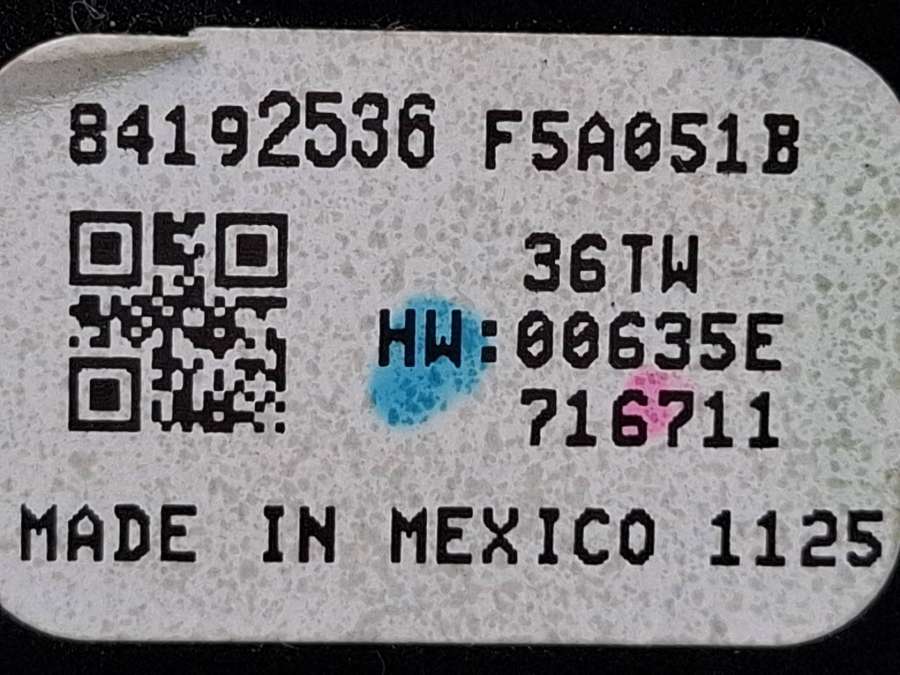 84192536 F5A051B
36TW
HW:00635E
716711
MADE IN MEXICO 1125